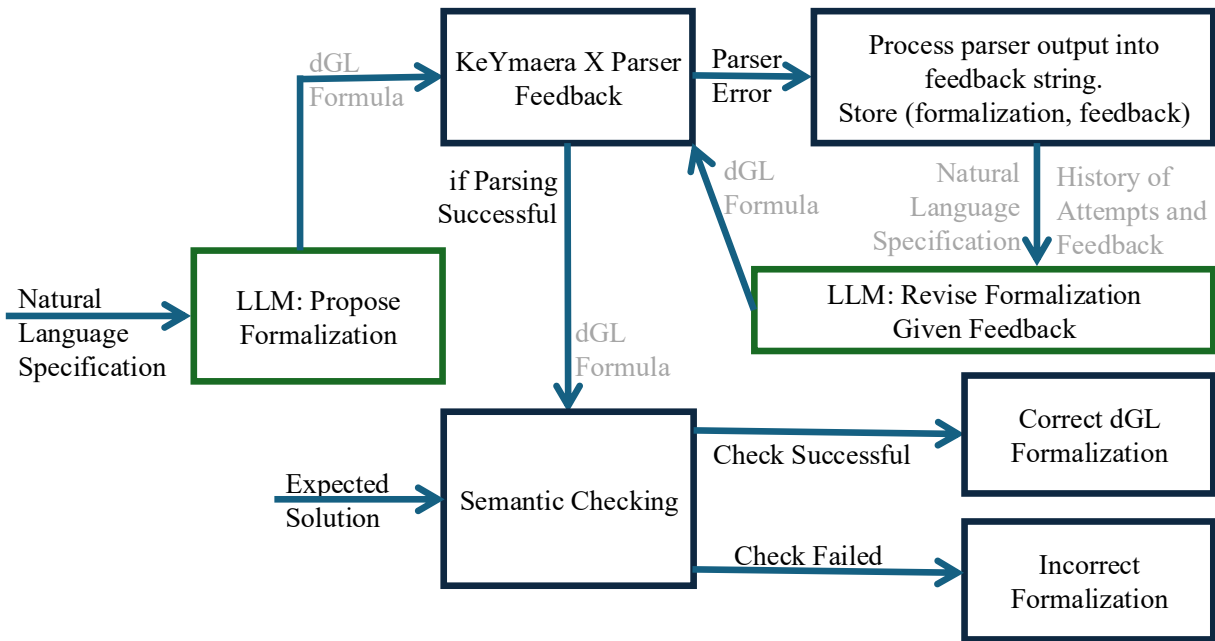 dGL
Formula
KeYmaera X Parser
Feedback
Parser
Error
Process parser output into
feedback string.
Store (formalization, feedback)
if Parsing
Successful
dGL
Formula
Natural
Language
Specification
History of
Attempts and
Feedback
Natural
Language
Specification
LLM: Propose
Formalization
LLM: Revise Formalization
Given Feedback
dGL
Formula
Expected
Solution
Semantic Checking
Check Successful
Correct dGL
Formalization
Check Failed
Incorrect
Formalization